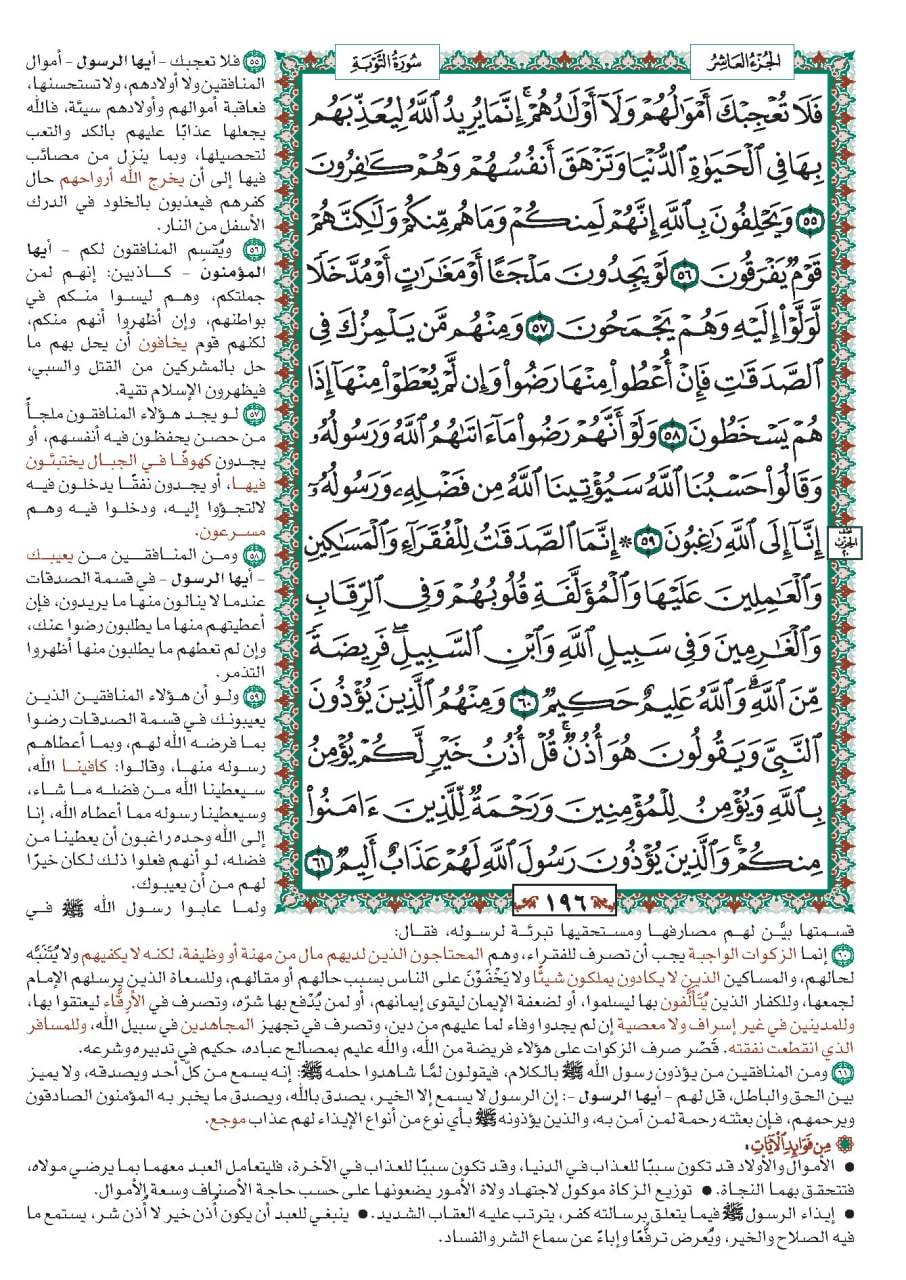 الجُزْءُ العَاشِرُ
سُورَةُ التَّوْبَةِ
فَلَا تُعۡجِبۡكَ أَمۡوَٰلُهُمۡ وَلَآ أَوۡلَٰدُهُمۡۚ إِنَّمَا يُرِيدُ ٱللَّهُ لِيُعَذِّبَهُم
بِهَا فِي ٱلۡحَيَوٰةِ ٱلدُّنۡيَا وَتَزۡهَقَ أَنفُسُهُمۡ وَهُمۡ كَٰفِرُونَ
٥٥ وَيَحۡلِفُونَ بِٱللَّهِ إِنَّهُمۡ لَمِنكُمۡ وَمَا هُم مِّنكُمۡ وَلَٰكِنَّهُمۡ
قَوۡمٞ يَفۡرَقُونَ ٥٦ لَوۡ يَجِدُونَ مَلۡجَـًٔا أَوۡ مَغَٰرَٰتٍ أَوۡ مُدَّخَلٗا
لَّوَلَّوۡاْ إِلَيۡهِ وَهُمۡ يَجۡمَحُونَ ٥٧ وَمِنۡهُم مَّن يَلۡمِزُكَ فِي
ٱلصَّدَقَٰتِ فَإِنۡ أُعۡطُواْ مِنۡهَا رَضُواْ وَإِن لَّمۡ يُعۡطَوۡاْ مِنۡهَآ إِذَا
هُمۡ يَسۡخَطُونَ ٥٨ وَلَوۡ أَنَّهُمۡ رَضُواْ مَآ ءَاتَىٰهُمُ ٱللَّهُ وَرَسُولُهُۥ
وَقَالُواْ حَسۡبُنَا ٱللَّهُ سَيُؤۡتِينَا ٱللَّهُ مِن فَضۡلِهِۦ وَرَسُولُهُۥٓ
إِنَّآ إِلَى ٱللَّهِ رَٰغِبُونَ ٥٩ * إِنَّمَا ٱلصَّدَقَٰتُ لِلۡفُقَرَآءِ وَٱلۡمَسَٰكِينِ
وَٱلۡعَٰمِلِينَ عَلَيۡهَا وَٱلۡمُؤَلَّفَةِ قُلُوبُهُمۡ وَفِي ٱلرِّقَابِ
وَٱلۡغَٰرِمِينَ وَفِي سَبِيلِ ٱللَّهِ وَٱبۡنِ ٱلسَّبِيلِۖ فَرِيضَةٗ
مِّنَ ٱللَّهِۗ وَٱللَّهُ عَلِيمٌ حَكِيمٞ ٦٠ وَمِنۡهُمُ ٱلَّذِينَ يُؤۡذُونَ
ٱلنَّبِيَّ وَيَقُولُونَ هُوَ أُذُنٞۚ قُلۡ أُذُنُ خَيۡرٖ لَّكُمۡ يُؤۡمِنُ
بِٱللَّهِ وَيُؤۡمِنُ لِلۡمُؤۡمِنِينَ وَرَحۡمَةٞ لِّلَّذِينَ ءَامَنُواْ
مِنكُمۡۚ وَٱلَّذِينَ يُؤۡذُونَ رَسُولَ ٱللَّهِ لَهُمۡ عَذَابٌ أَلِيمٞ ٦١
١٩٦
٥٥ فلا تعجبك - أيها الرسول - أموال
المنافقين ولا أولادهم، ولا تستحسنها،
فعاقبة أموالهم وأولادهم سيئة، فالله
يجعلها عذابًا عليهم بالكد والتعب
لتحصيلها، وبما ينزل من مصائب
فيها إلى أن يخرج الله أرواحهم حال
كفرهم فيعذبون بالخلود في الدرك
الأسفل من النار.
٥٦ ويُقسِم المنافقون لكم - أيها
المؤمنون - كاذبين: إنهم لمن
جملتكم، وهم ليسوا منكم في
بواطنهم، وإن أظهروا أنهم منكم،
لكنهم قوم يخافون أن يحل بهم ما
حل بالمشركين من القتل والسبي،
فيظهرون الإسلام تقية.
٥٧ لو يجد هؤلاء المنافقون ملجأً
من حصن يحفظون فيه أنفسهم، أو
يجدون كهوفًا في الجبال يختبئون
فيها، أو يجدون نفقًا يدخلون فيه
لالتجؤوا إليه، ودخلوا فيه وهم
مسرعون.
٥٨ ومن المنافقين من يعيبك
- أيها الرسول - في قسمة الصدقات
عندما لا ينالون منها ما يريدون، فإن
أعطيتهم منها ما يطلبون رضوا عنك،
وإن لم تعطهم ما يطلبون منها أظهروا
التذمر.
٥٩ ولو أن هؤلاء المنافقين الذين
يعيبونك في قسمة الصدقات رضوا
بما فرضه الله لهم، وبما أعطاهم
رسوله منها، وقالوا: كافينا الله،
سيعطينا الله من فضله ما شاء،
وسيعطينا رسوله مما أعطاه الله، إنا
إلى الله وحده راغبون أن يعطينا من
فضله، لو أنهم فعلوا ذلك لكان خيرًا
لهم من أن يعيبوك.
ولما عابوا رسول الله ﷺ في
قسمتها بيَّن لهم مصارفها ومستحقيها تبرئة لرسوله، فقال:
٦٠ إنما الزكوات الواجبة يجب أن تصرف للفقراء، وهم المحتاجون الذين لديهم مال من مهنة أو وظيفة، لكنه لا يكفيهم ولا يُتَنَبَّه
لحالهم، والمساكين الذين لا يكادون يملكون شيئًا ولا يَخْفَوْنَ على الناس بسبب حالهم أو مقالهم، وللسعاة الذين يرسلهم الإمام
لجمعها، وللكفار الذين يُتَألَّفون بها ليسلموا، أو لضعفة الإيمان ليقوى إيمانهم، أو لمن يُدْفع بها شرّه، وتصرف في الأرقَّاء ليعتقوا بها،
وللمدينين في غير إسراف ولا معصية إن لم يجدوا وفاء لما عليهم من دين، وتصرف في تجهيز المجاهدين في سبيل الله، وللمسافر
الذي انقطعت نفقته. قَصْر صرف الزكوات على هؤلاء فريضة من الله، والله عليم بمصالح عباده، حكيم في تدبيره وشرعه.
٦١ ومن المنافقين من يؤذون رسول الله ﷺ بالكلام، فيقولون لمَّا شاهدوا حلمه ﷺ: إنه يسمع من كلّ أحد ويصدقه، ولا يميز
بين الحق والباطل، قل لهم - أيها الرسول -: إن الرسول لا يسمع إلا الخير، يصدق بالله، ويصدق ما يخبر به المؤمنون الصادقون
ويرحمهم، فإن بعثته رحمة لمن آمن به، والذين يؤذونه ﷺ بأي نوع من أنواع الإيذاء لهم عذاب موجع.
مِن فَوَائِدِ الآيَاتِ:
• الأموال والأولاد قد تكون سببًا للعذاب في الدنيا، وقد تكون سببًا للعذاب في الآخرة، فليتعامل العبد معهما بما يرضي مولاه،
فتتحقق بهما النجاة. • توزيع الزكاة موكول لاجتهاد ولاة الأمور يضعونها على حسب حاجة الأصناف وسعة الأموال.
• إيذاء الرسول ﷺ فيما يتعلق برسالته كفر، يترتب عليه العقاب الشديد. • ينبغي للعبد أن يكون أُذن خير لا أُذن شر، يستمع ما
فيه الصلاح والخير، ويُعرض ترفُّعًا وإباءً عن سماع الشر والفساد.